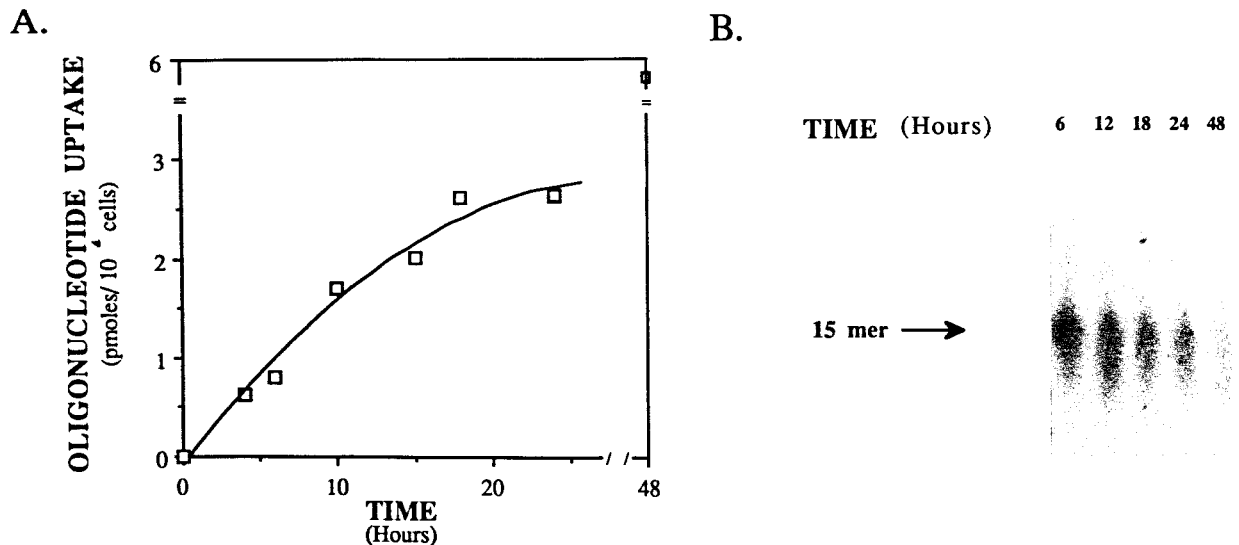 A.
OLIGONUCLEOTIDE UPTAKE
(pmoles/ 10 4 cells)
6
3
2
1
0
0 10 20 48
TIME
(Hours)
B.
TIME (Hours) 6 12 18 24 48
15 mer